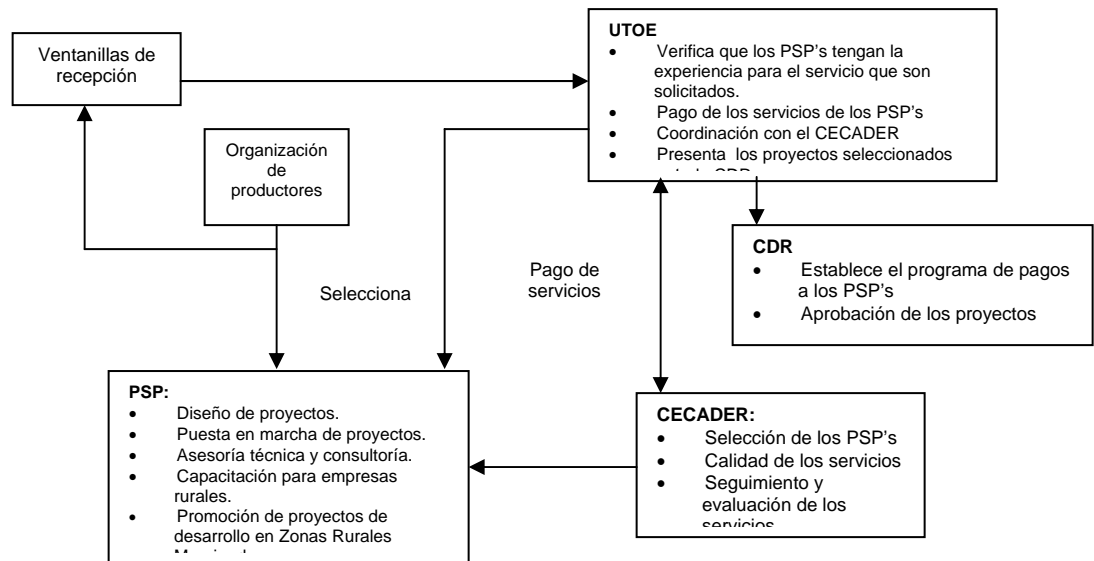 Ventanillas de
recepción
UTOE
• Verifica que los PSP's tengan la
experiencia para el servicio que son
solicitados.
• Pago de los servicios de los PSP's
• Coordinación con el CECADER
• Presenta los proyectos seleccionados
Organización
de
productores
CDR
• Establece el programa de pagos
a los PSP's
• Aprobación de los proyectos
Selecciona
Pago de
servicios
PSP:
• Diseño de proyectos.
• Puesta en marcha de proyectos.
• Asesoría técnica y consultoría.
• Capacitación para empresas
rurales.
• Promoción de proyectos de
desarrollo en Zonas Rurales
CECADER:
• Selección de los PSP's
• Calidad de los servicios
• Seguimiento y
evaluación de los
servicios